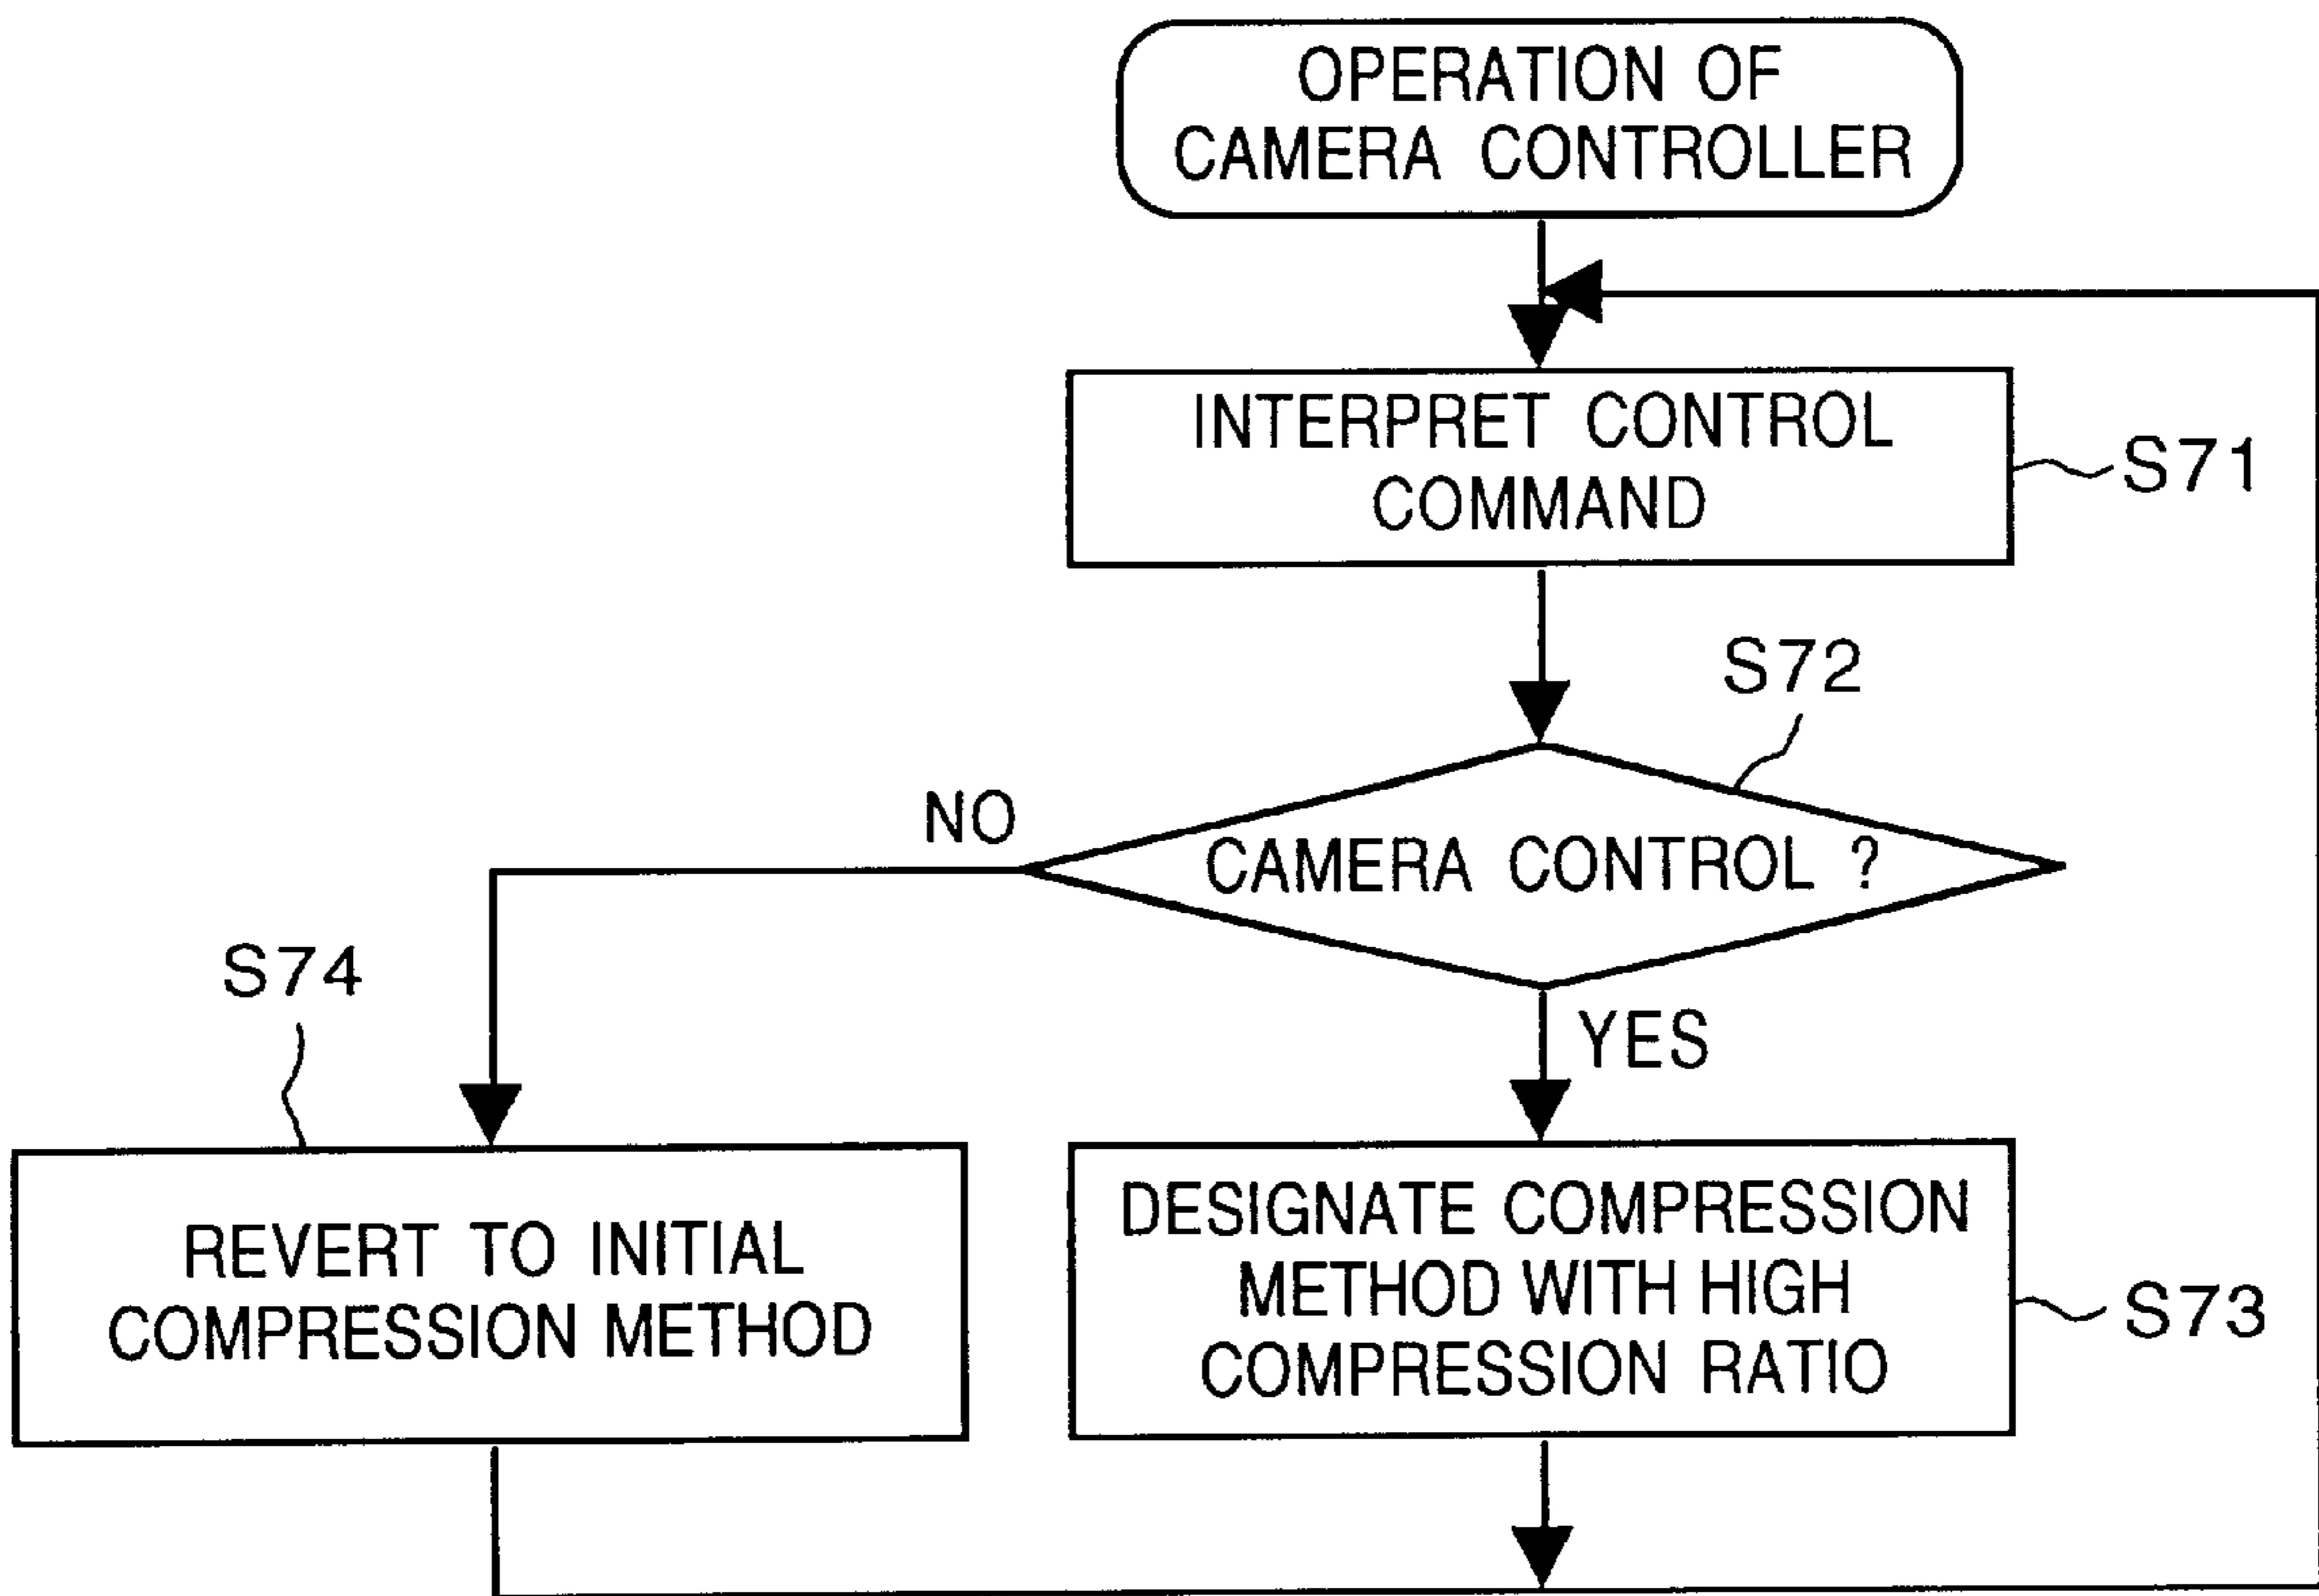 OPERATION OF
CAMERA CONTROLLER
INTERPRET CONTROL
COMMAND
S71
S72
NO
CAMERA CONTROL ?
S74
YES
REVERT TO INITIAL
COMPRESSION METHOD
DESIGNATE COMPRESSION
METHOD WITH HIGH
COMPRESSION RATIO
S73